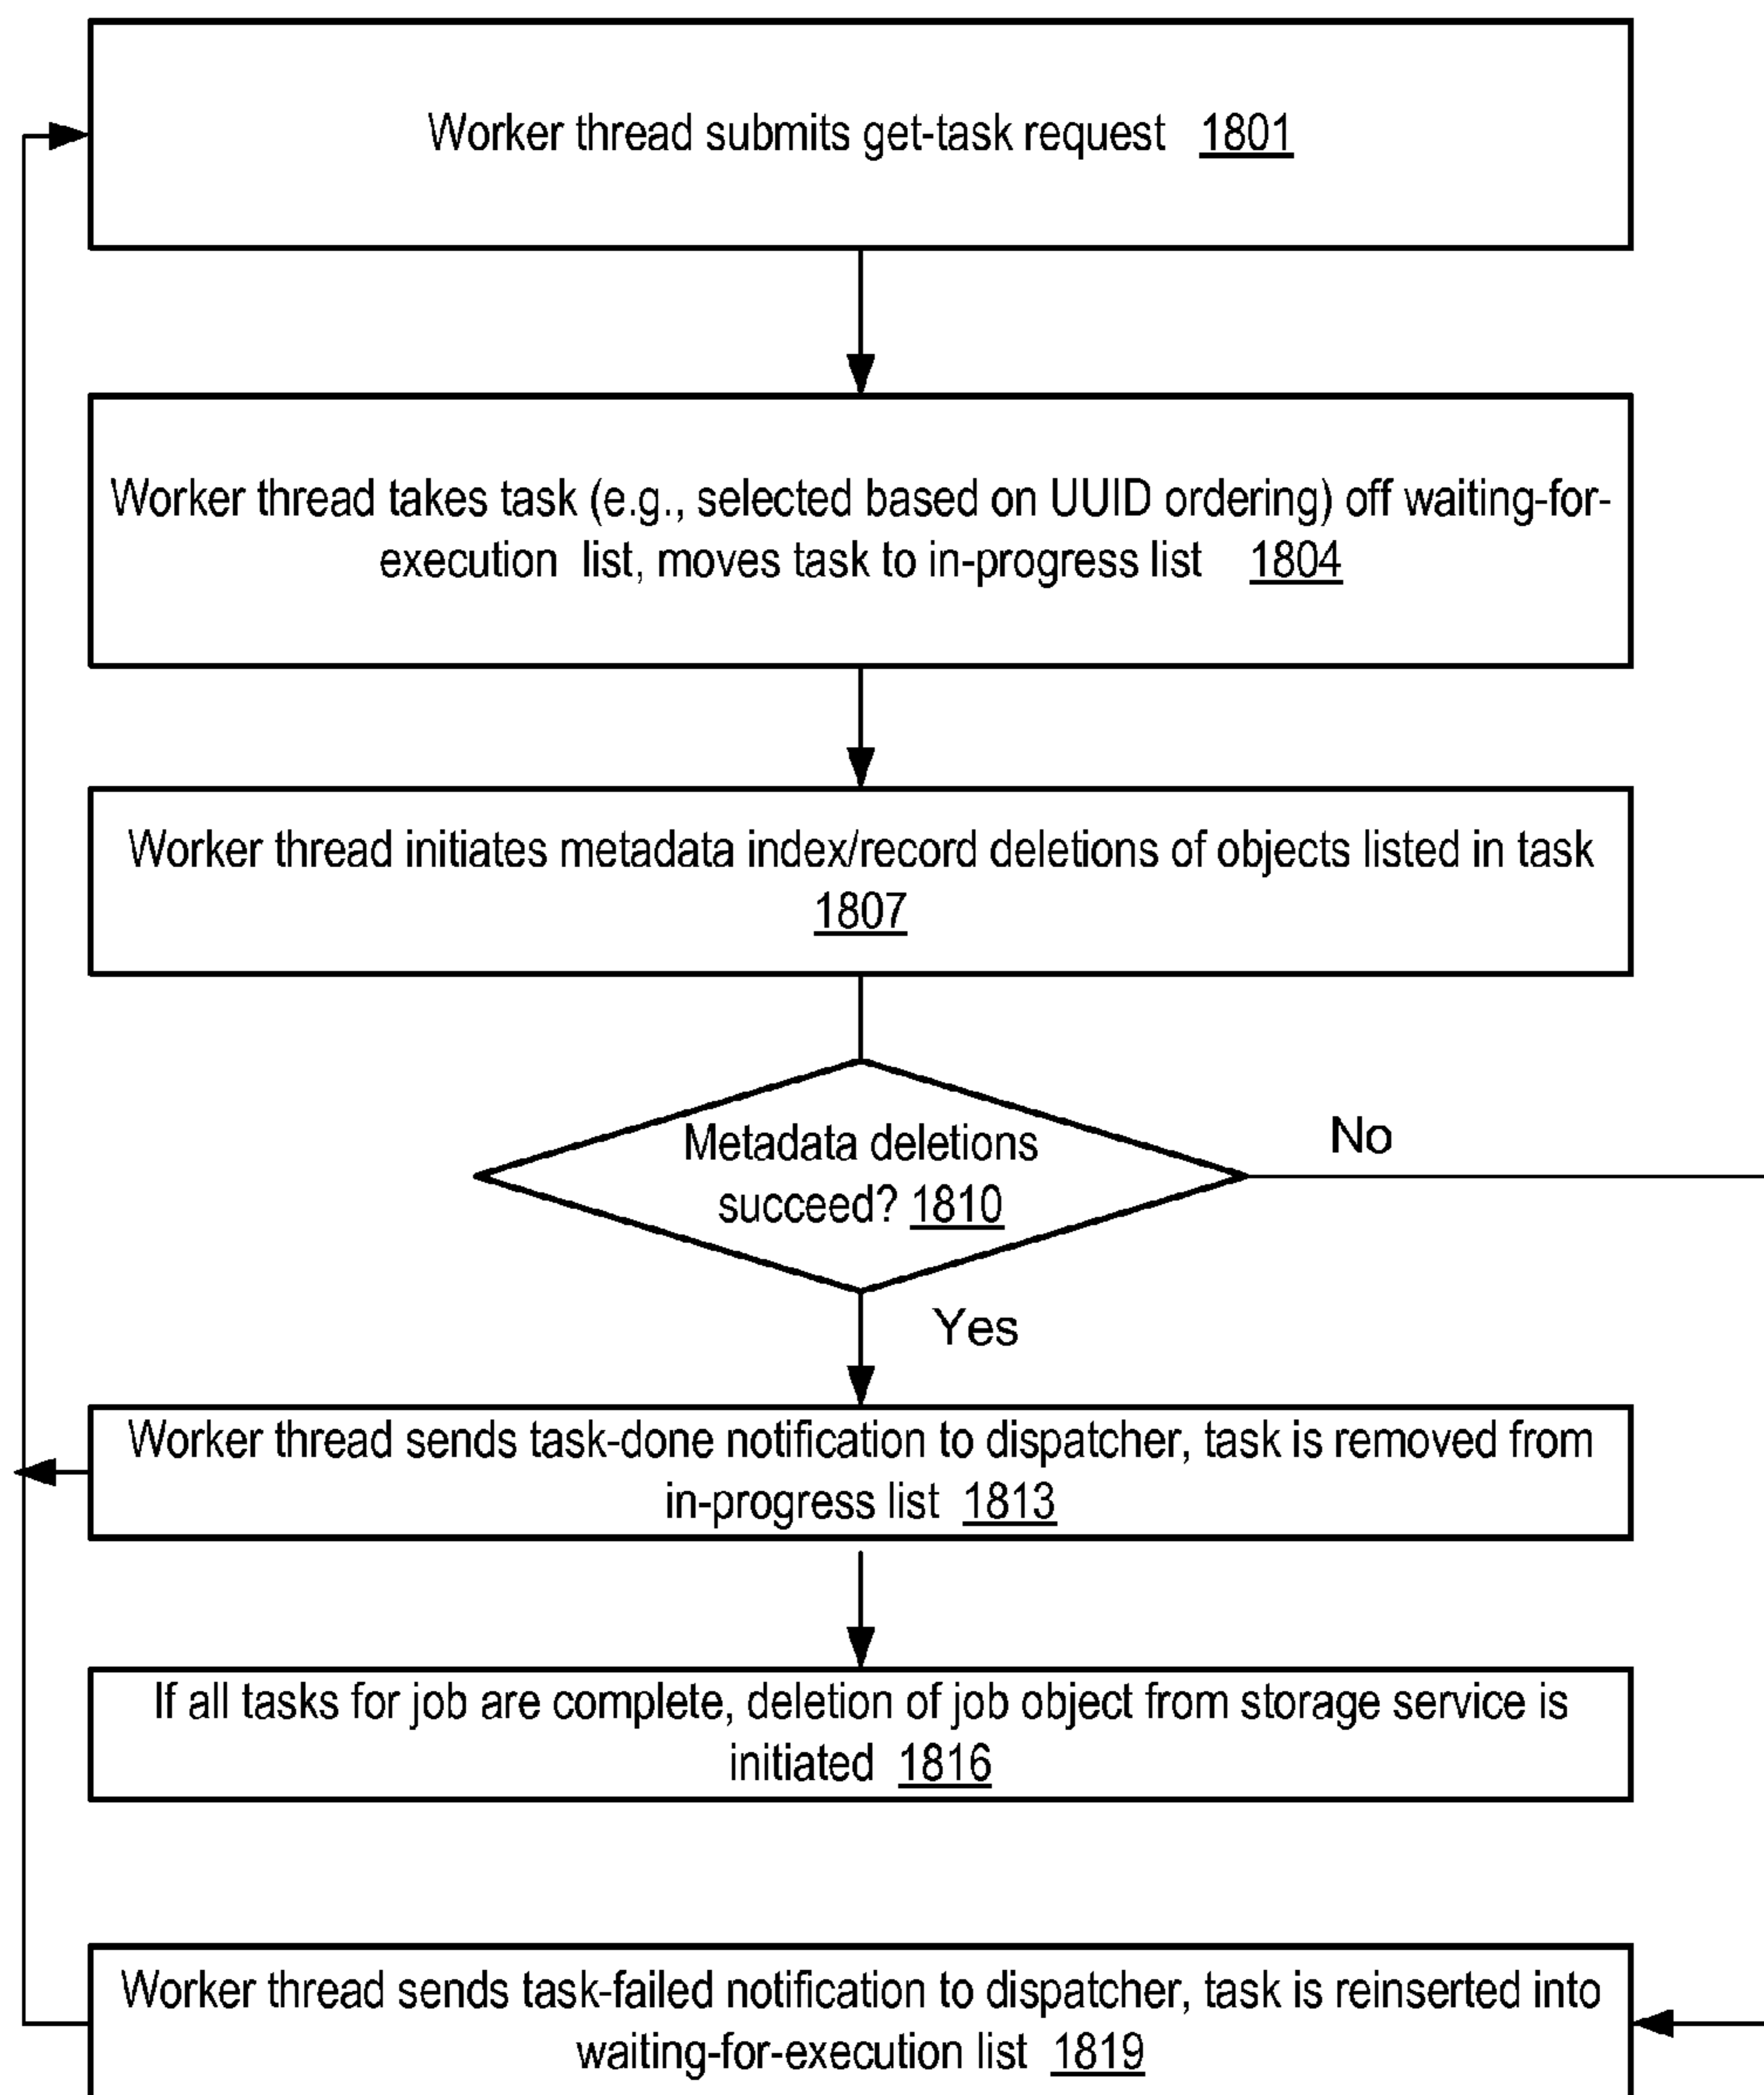 Worker thread submits get-task request 1801
Worker thread takes task (e.g., selected based on UUID ordering) off waiting-for-
execution list, moves task to in-progress list 1804
Worker thread initiates metadata index/record deletions of objects listed in task
1807
Metadata deletions
succeed? 1810
No
Yes
Worker thread sends task-done notification to dispatcher, task is removed from
in-progress list 1813
If all tasks for job are complete, deletion of job object from storage service is
initiated 1816
Worker thread sends task-failed notification to dispatcher, task is reinserted into
waiting-for-execution list 1819